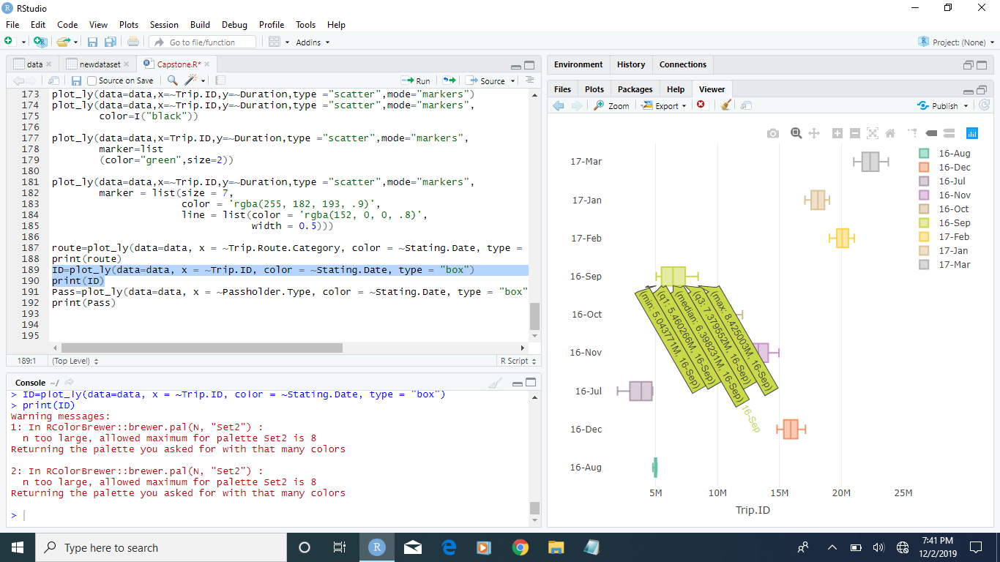 RStudio
File Edit Code View Plots Session Build Debug Profile Tools Help
Go to file/function Addins Project: (None)
data newdataset Capstone.R*
Source on Save Run Source
173 plot_ly(data=data,x=~Trip.ID,y=~Duration,type ="scatter",mode="markers")
174 plot_ly(data=data,x=~Trip.ID,y=~Duration,type ="scatter",mode="markers",
175 color=I("black"))
176
177 plot_ly(data=data,x=Trip.ID,y=~Duration,type ="scatter",mode="markers",
178 marker=list
179 (color="green",size=2))
180
181 plot_ly(data=data,x=~Trip.ID,y=~Duration,type ="scatter",mode="markers",
182 marker = list(size = 7,
183 color = 'rgba(255, 182, 193, .9)',
184 line = list(color = 'rgba(152, 0, 0, .8)',
185 width = 0.5)))
186
187 route=plot_ly(data=data, x = ~Trip.Route.Category, color = ~Stating.Date, type =
188 print(route)
189 ID=plot_ly(data=data, x = ~Trip.ID, color = ~Stating.Date, type = "box")
190 print(ID)
191 Pass=plot_ly(data=data, x = ~Passholder.Type, color = ~Stating.Date, type = "box"
192 print(Pass)
193
194
195
189:1 (Top Level) R Script
Console ~/
> ID=plot_ly(data=data, x = ~Trip.ID, color = ~Stating.Date, type = "box")
> print(ID)
Warning messages:
1: In RColorBrewer::brewer.pal(N, "Set2") :
n too large, allowed maximum for palette Set2 is 8
Returning the palette you asked for with that many colors
2: In RColorBrewer::brewer.pal(N, "Set2") :
n too large, allowed maximum for palette Set2 is 8
Returning the palette you asked for with that many colors
>
Environment History Connections
Files Plots Packages Help Viewer
Zoom Export Publish
17-Mar
17-Jan
17-Feb
16-Sep
16-Oct
16-Nov
16-Jul
16-Dec
16-Aug
(min: 5.043771M, 16-Sep)
(q1: 5.460266M, 16-Sep)
(median: 6.398231M, 16-Sep)
(q3: 7.379552M, 16-Sep)
(max: 8.425003M, 16-Sep)
16-Sep
5M 10M 15M 20M 25M
Trip.ID
16-Aug
16-Dec
16-Jul
16-Nov
16-Oct
16-Sep
17-Feb
17-Jan
17-Mar
Type here to search
7:41 PM
12/2/2019